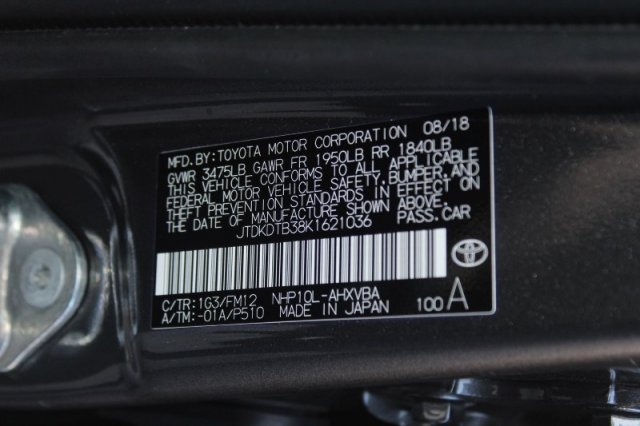 MFD. BY: TOYOTA MOTOR CORPORATION 08/18
GVWR 3475LB GAWR FR 1950LB RR 1840LB
THIS VEHICLE CONFORMS TO ALL APPLICABLE
FEDERAL MOTOR VEHICLE SAFETY, BUMPER, AND
THEFT PREVENTION STANDARDS IN EFFECT ON
THE DATE OF MANUFACTURE SHOWN ABOVE.
JTDKDTB38K1621036 PASS.CAR
C/TR: 1G3/FM12 NHP10L-AHXVBA
A/TM: -01A/P510 MADE IN JAPAN 100 A